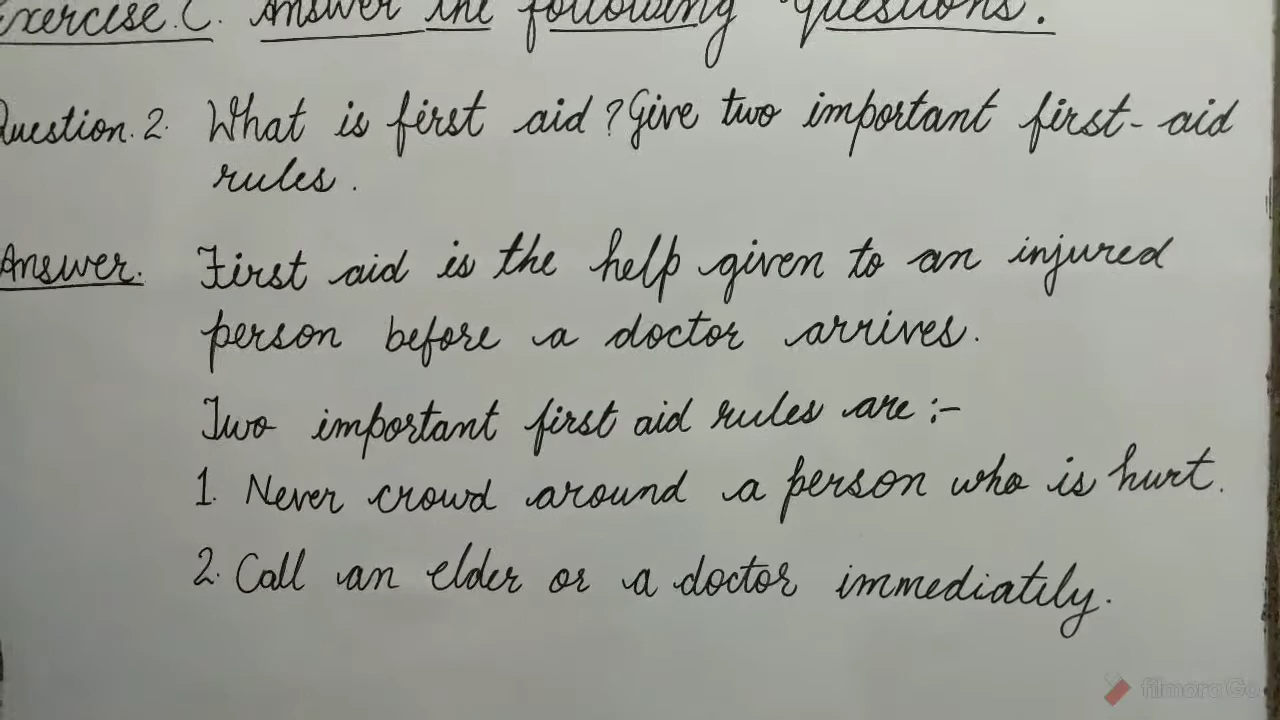 Exercise.C. Answer the following Questions.
Question.2. What is first aid? Give two important first-aid
rules.
Answer. First aid is the help given to an injured
person before a doctor arrives.
Two important first aid rules are :-
1. Never crowd around a person who is hurt.
2. Call an elder or a doctor immediately.
filmoraGo